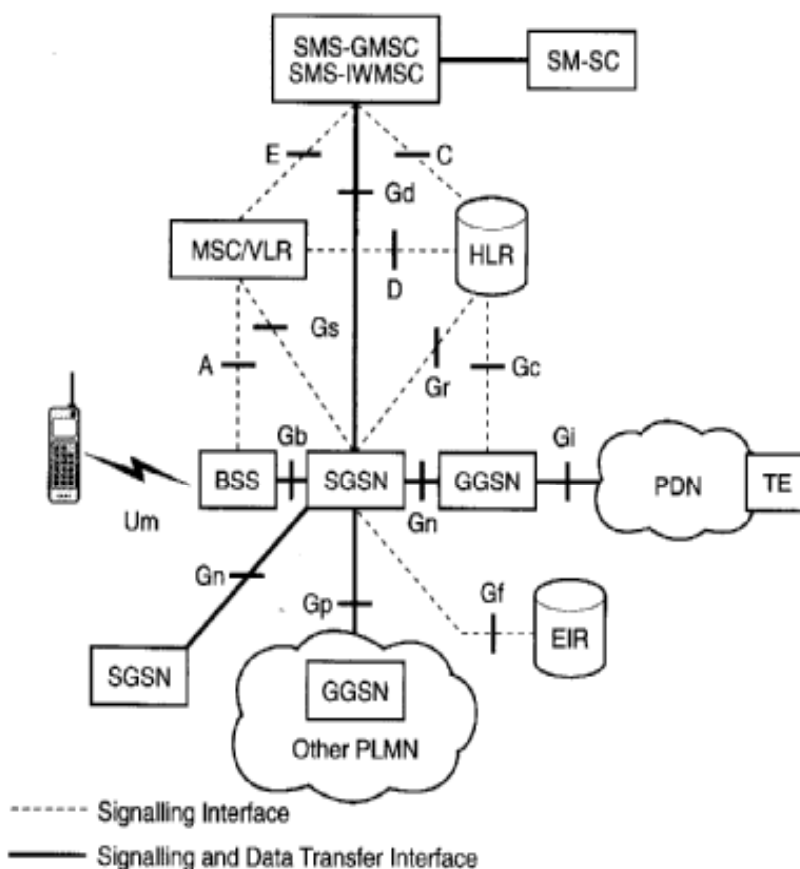 SMS-GMSC
SMS-IWMSC
SM-SC
E
C
Gd
MSC/VLR
HLR
D
Gs
A
Gr
Gc
Gb
Gi
BSS
SGSN
GGSN
PDN
TE
Um
Gn
Gn
Gp
Gf
EIR
SGSN
GGSN
Other PLMN
Signalling Interface
Signalling and Data Transfer Interface